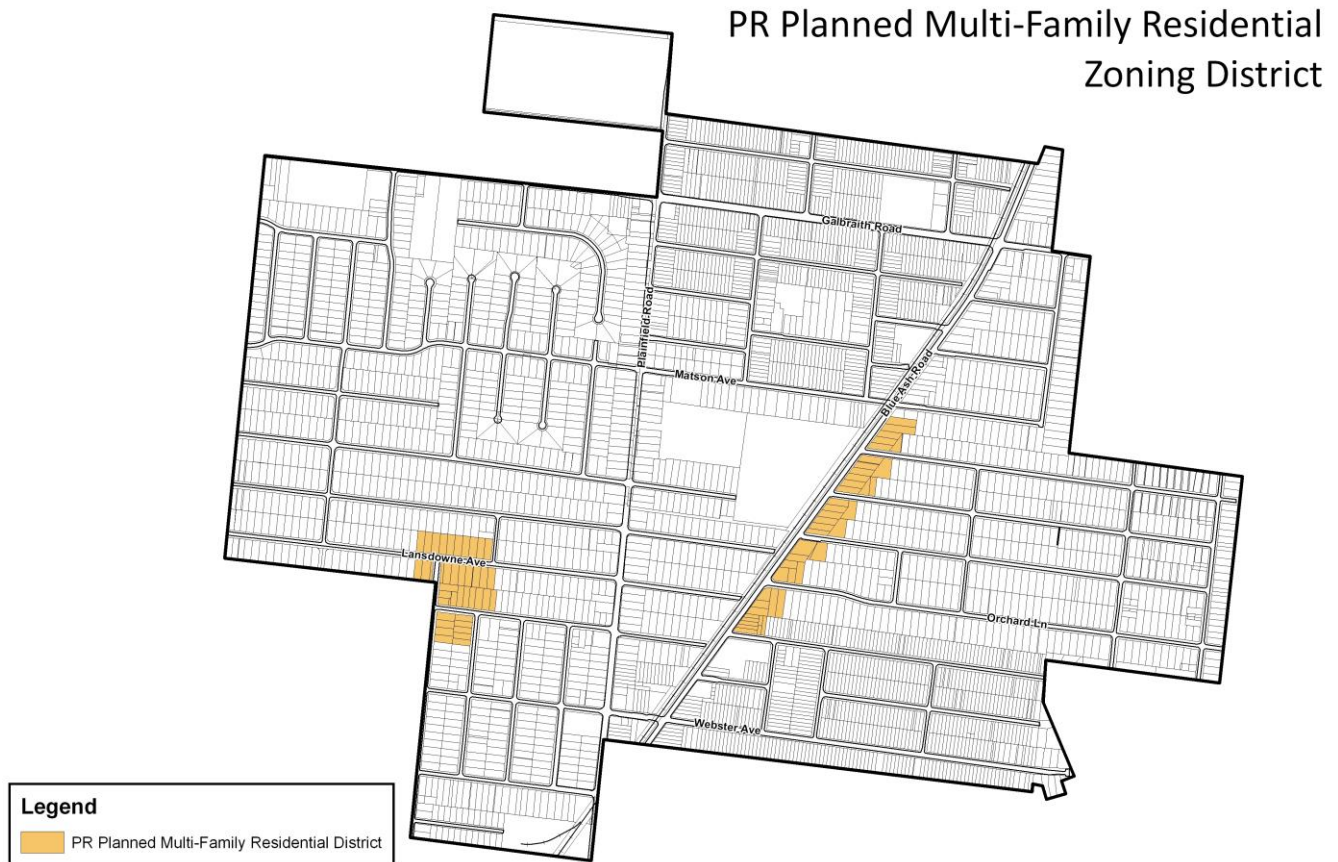 PR Planned Multi-Family Residential
Zoning District
Galbraith Road
Plainfield Road
Matson Ave
Blue Ash Road
Lansdowne Ave
Orchard Ln
Webster Ave
Legend
PR Planned Multi-Family Residential District